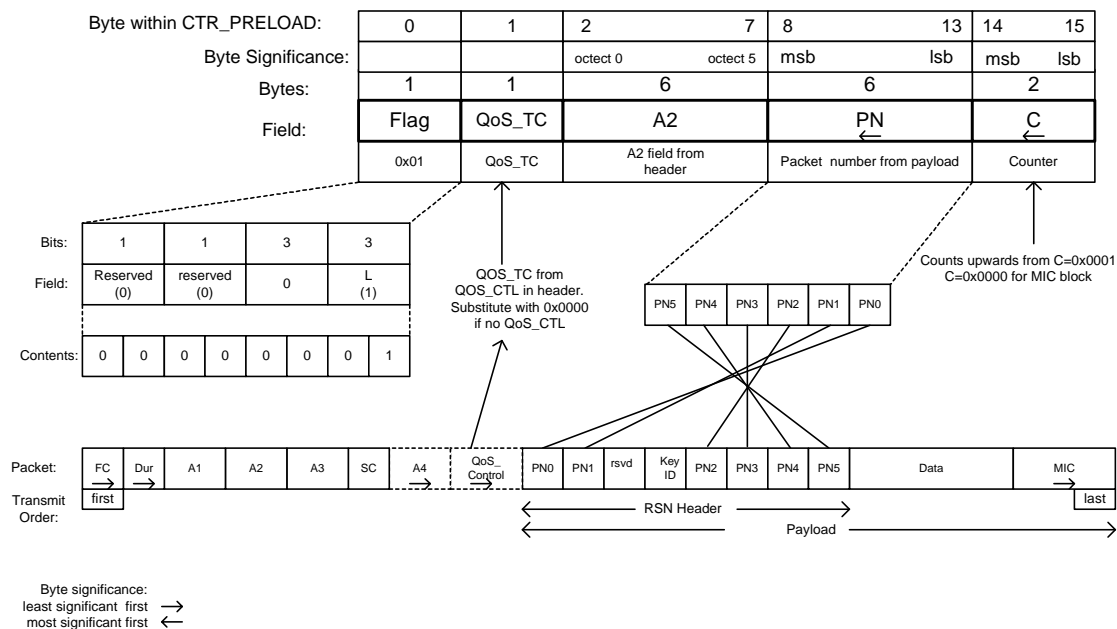 Byte within CTR_PRELOAD: 0 1 2 7 8 13 14 15
Byte Significance: octect 0 octect 5 msb lsb msb lsb
Bytes: 1 1 6 6 2
Field: Flag QoS_TC A2 PN C
0x01 QoS_TC A2 field from header Packet number from payload Counter
Bits: 1 1 3 3
Field: Reserved (0) reserved (0) 0 L (1)
Contents: 0 0 0 0 0 0 0 1
QOS_TC from
QOS_CTL in header.
Substitute with 0x0000
if no QoS_CTL
Counts upwards from C=0x0001
C=0x0000 for MIC block
PN5 PN4 PN3 PN2 PN1 PN0
Packet: FC Dur A1 A2 A3 SC A4 QoS_ Control PN0 PN1 rsvd Key ID PN2 PN3 PN4 PN5 Data MIC
Transmit Order: first last
RSN Header
Payload
Byte significance:
least significant first
most significant first